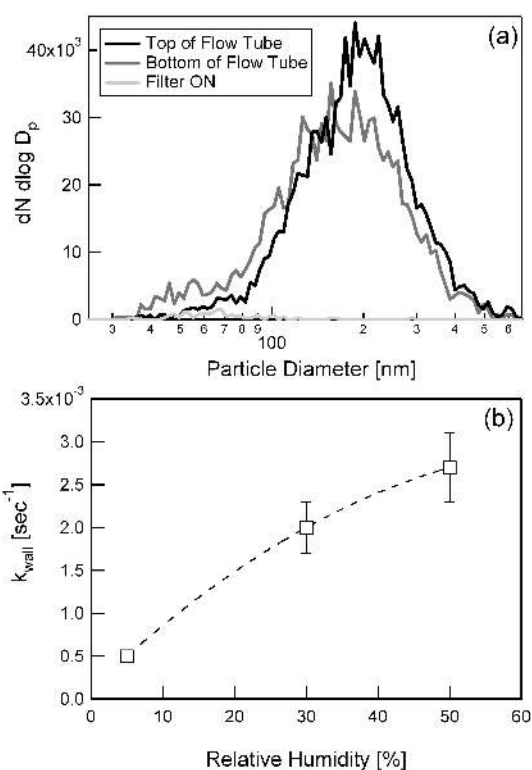 (a)
Top of Flow Tube
Bottom of Flow Tube
Filter ON
40x10³
30
20
10
0
dN dlog Dp
3 4 5 6 7 8 9 100 2 3 4 5 6
Particle Diameter [nm]
(b)
3.5x10⁻³
3.0
2.5
2.0
1.5
1.0
0.5
0.0
k_wall [sec⁻¹]
0 10 20 30 40 50 60
Relative Humidity [%]